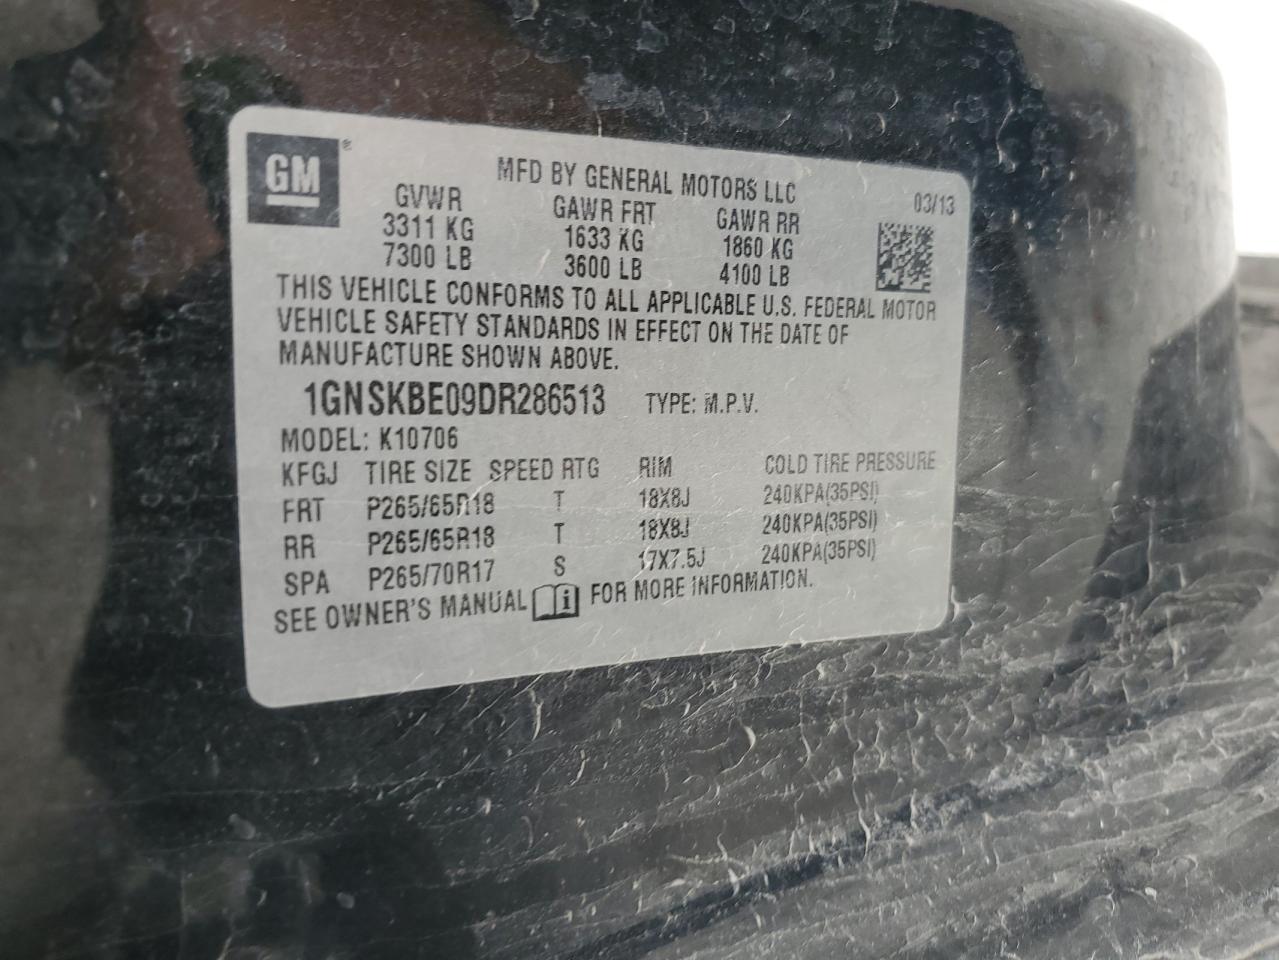 GM®
MFD BY GENERAL MOTORS LLC
03/13
GVWR GAWR FRT GAWR RR
3311 KG 1633 KG 1860 KG
7300 LB 3600 LB 4100 LB
THIS VEHICLE CONFORMS TO ALL APPLICABLE U.S. FEDERAL MOTOR
VEHICLE SAFETY STANDARDS IN EFFECT ON THE DATE OF
MANUFACTURE SHOWN ABOVE.
1GNSKBE09DR286513 TYPE: M.P.V.
MODEL: K10706
KFGJ TIRE SIZE SPEED RTG RIM COLD TIRE PRESSURE
FRT P265/65R18 T 18X8J 240KPA(35PSI)
RR P265/65R18 T 18X8J 240KPA(35PSI)
SPA P265/70R17 S 17X7.5J 240KPA(35PSI)
SEE OWNER'S MANUAL i FOR MORE INFORMATION.